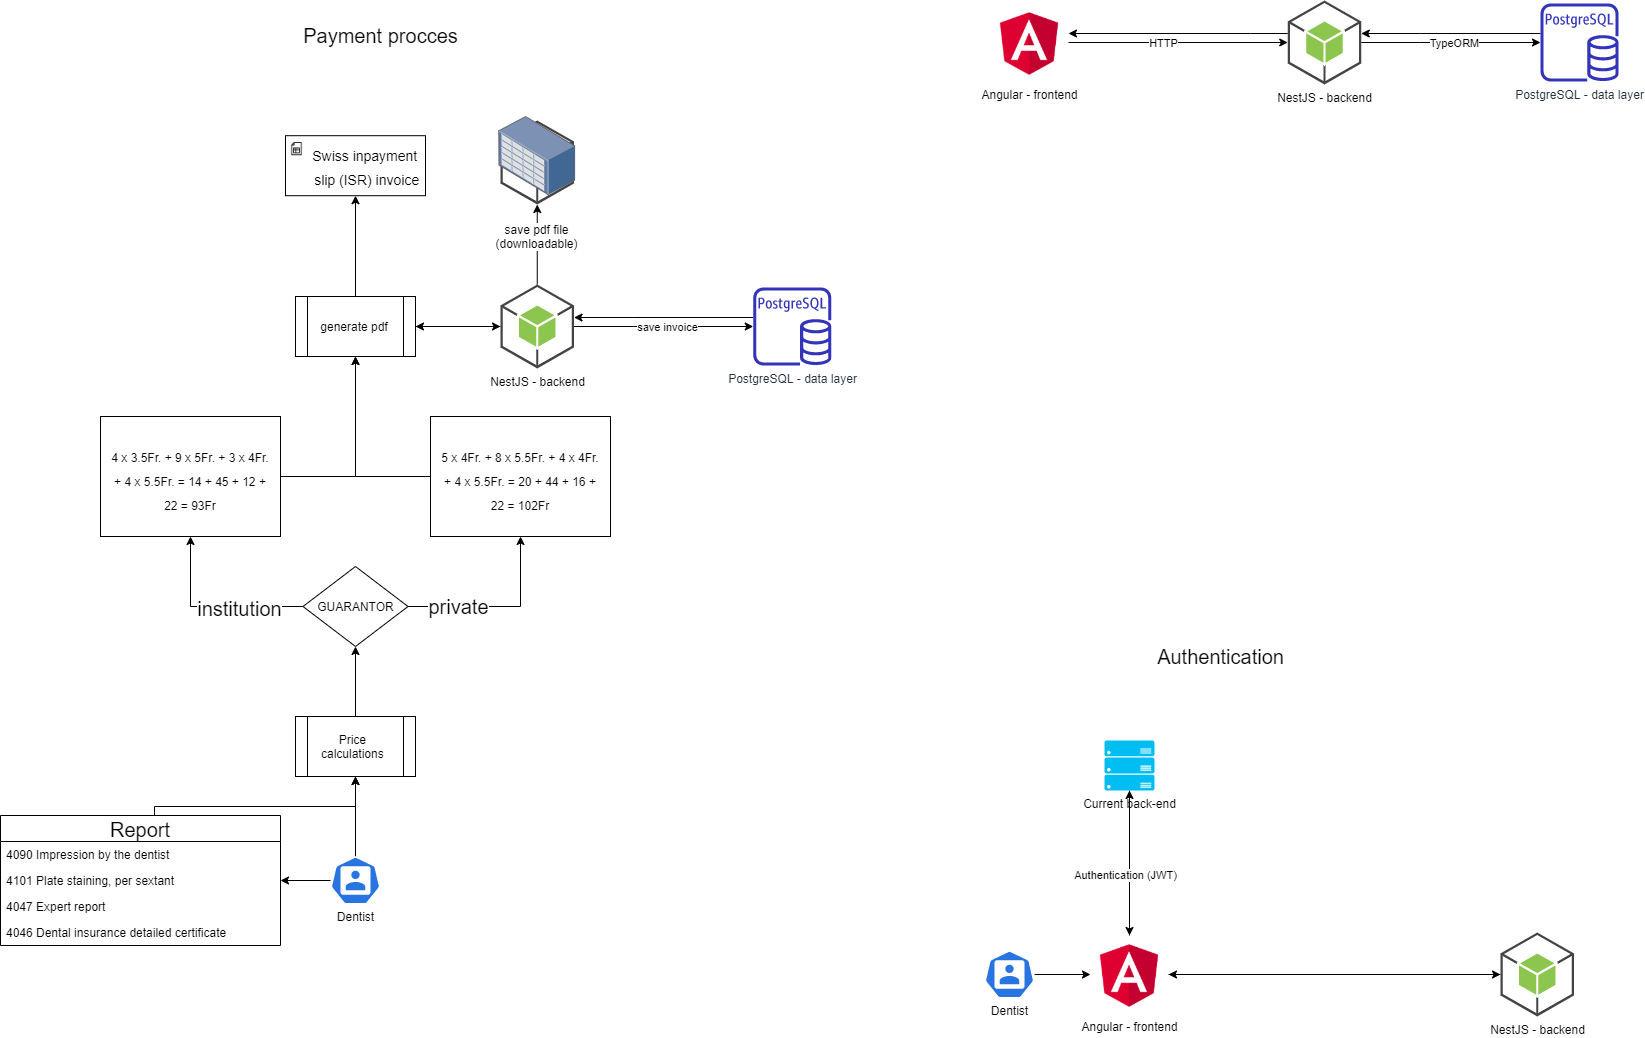 Payment procces
Swiss inpayment
slip (ISR) invoice
save pdf file
(downloadable)
generate pdf
NestJS - backend
save invoice
PostgreSQL
PostgreSQL - data layer
4 x 3.5Fr. + 9 x 5Fr. + 3 x 4Fr.
+ 4 x 5.5Fr. = 14 + 45 + 12 +
22 = 93Fr
5 x 4Fr. + 8 x 5.5Fr. + 4 x 4Fr.
+ 4 x 5.5Fr. = 20 + 44 + 16 +
22 = 102Fr
institution
GUARANTOR
private
Price
calculations
Report
4090 Impression by the dentist
4101 Plate staining, per sextant
4047 Expert report
4046 Dental insurance detailed certificate
Dentist
HTTP
TypeORM
PostgreSQL
Angular - frontend
NestJS - backend
PostgreSQL - data layer
Authentication
Current back-end
Authentication (JWT)
Dentist
Angular - frontend
NestJS - backend